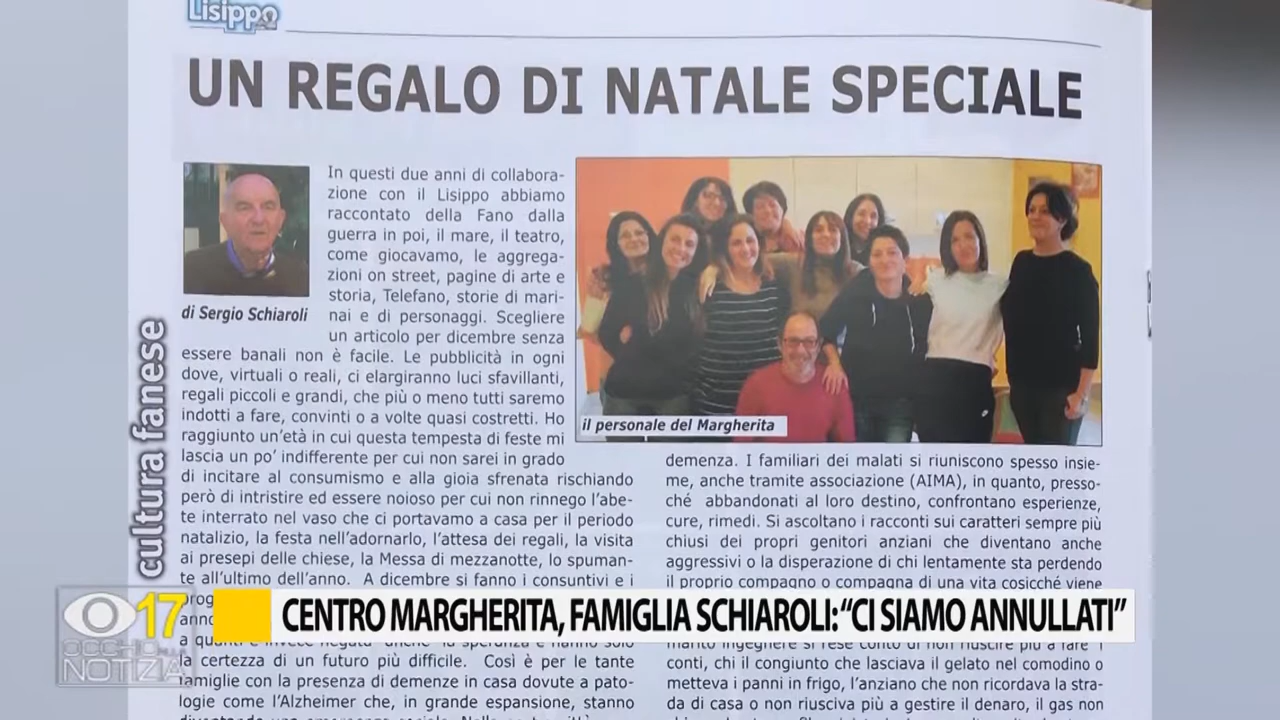 Lisippo
UN REGALO DI NATALE SPECIALE
In questi due anni di collabora-
zione con il Lisippo abbiamo
raccontato della Fano dalla
guerra in poi, il mare, il teatro,
come giocavamo, le aggrega-
zioni on street, pagine di arte e
storia, Telefano, storie di mari-
nai e di personaggi. Scegliere
un articolo per dicembre senza
di Sergio Schiaroli
essere banali non è facile. Le pubblicità in ogni
dove, virtuali o reali, ci elargiranno luci sfavillanti,
regali piccoli e grandi, che più o meno tutti saremo
indotti a fare, convinti o a volte quasi costretti. Ho
raggiunto un'età in cui questa tempesta di feste mi
lascia un po' indifferente per cui non sarei in grado
di incitare al consumismo e alla gioia sfrenata rischiando
però di intristire ed essere noioso per cui non rinnego l'abe-
te interrato nel vaso che ci portavamo a casa per il periodo
natalizio, la festa nell'adornarlo, l'attesa dei regali, la visita
ai presepi delle chiese, la Messa di mezzanotte, lo spuman-
te all'ultimo dell'anno. A dicembre si fanno i consuntivi e i
la certezza di un futuro più difficile. Così è per le tante
famiglie con la presenza di demenze in casa dovute a pato-
logie come l'Alzheimer che, in grande espansione, stanno
cultura fanese
il personale del Margherita
demenza. I familiari dei malati si riuniscono spesso insie-
me, anche tramite associazione (AIMA), in quanto, presso-
ché abbandonati al loro destino, confrontano esperienze,
cure, rimedi. Si ascoltano i racconti sui caratteri sempre più
chiusi dei propri genitori anziani che diventano anche
aggressivi o la disperazione di chi lentamente sta perdendo
il proprio compagno o compagna di una vita cosicché viene
marito ingegnere si rese conto di non riuscire più a fare i
conti, chi il congiunto che lasciava il gelato nel comodino o
metteva i panni in frigo, l'anziano che non ricordava la stra-
da di casa o non riusciva più a gestire il denaro, il gas non
17
OCCHIO ALLA
NOTIZIA
CENTRO MARGHERITA, FAMIGLIA SCHIAROLI: “CI SIAMO ANNULLATI”